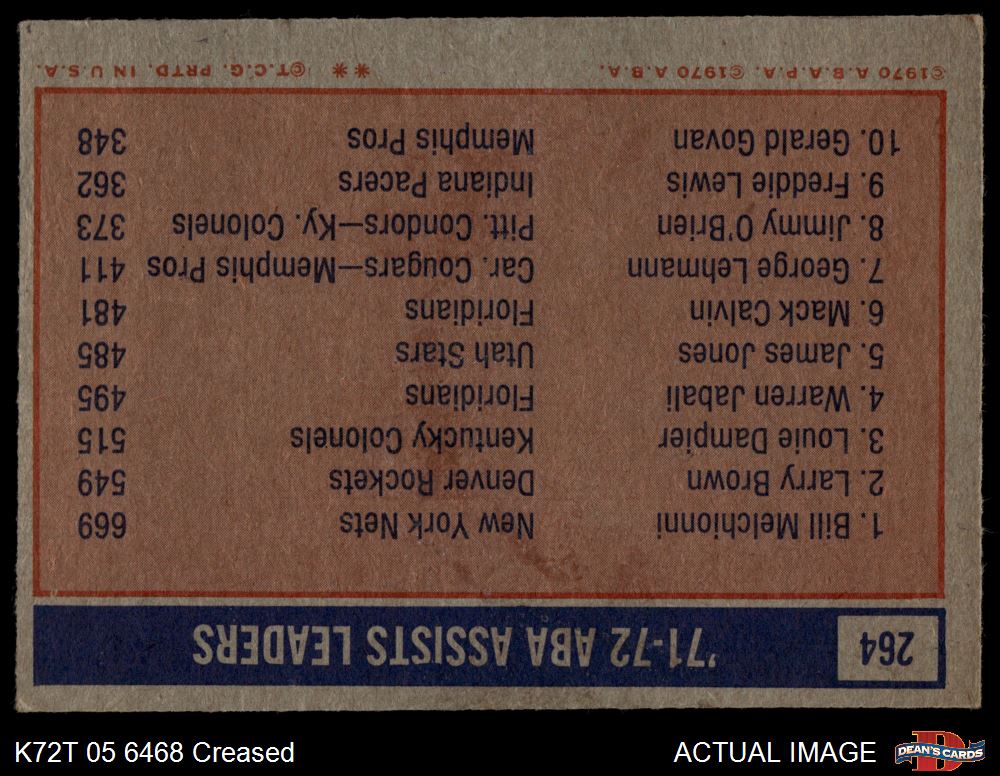 264 '71-72 ABA ASSISTS LEADERS
1. Bill Melchionni New York Nets 669
2. Larry Brown Denver Rockets 549
3. Louie Dampier Kentucky Colonels 515
4. Warren Jabali Floridians 495
5. James Jones Utah Stars 485
6. Mack Calvin Floridians 481
7. George Lehmann Car. Cougars—Memphis Pros 411
8. Jimmy O'Brien Pitt. Condors—Ky. Colonels 373
9. Freddie Lewis Indiana Pacers 362
10. Gerald Govan Memphis Pros 348
©1970 A.B.A.P.A. ©1970 A.B.A. ** ©T.C.G. PRTD. IN U.S.A.
K72T 05 6468 Creased ACTUAL IMAGE D DEAN'S CARDS